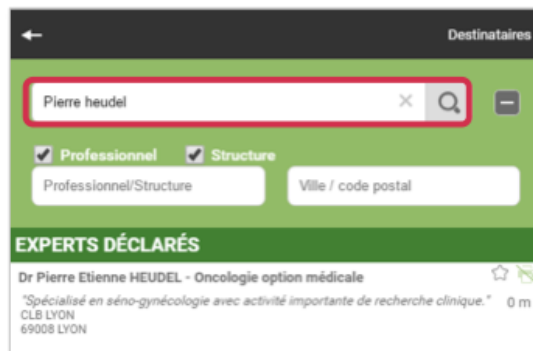 Destinataires
Pierre heudel
Professionnel Structure
Professionnel/Structure Ville / code postal
EXPERTS DÉCLARÉS
Dr Pierre Etienne HEUDEL - Oncologie option médicale
"Spécialisé en séno-gynécologie avec activité importante de recherche clinique." 0 m
CLB LYON
69008 LYON